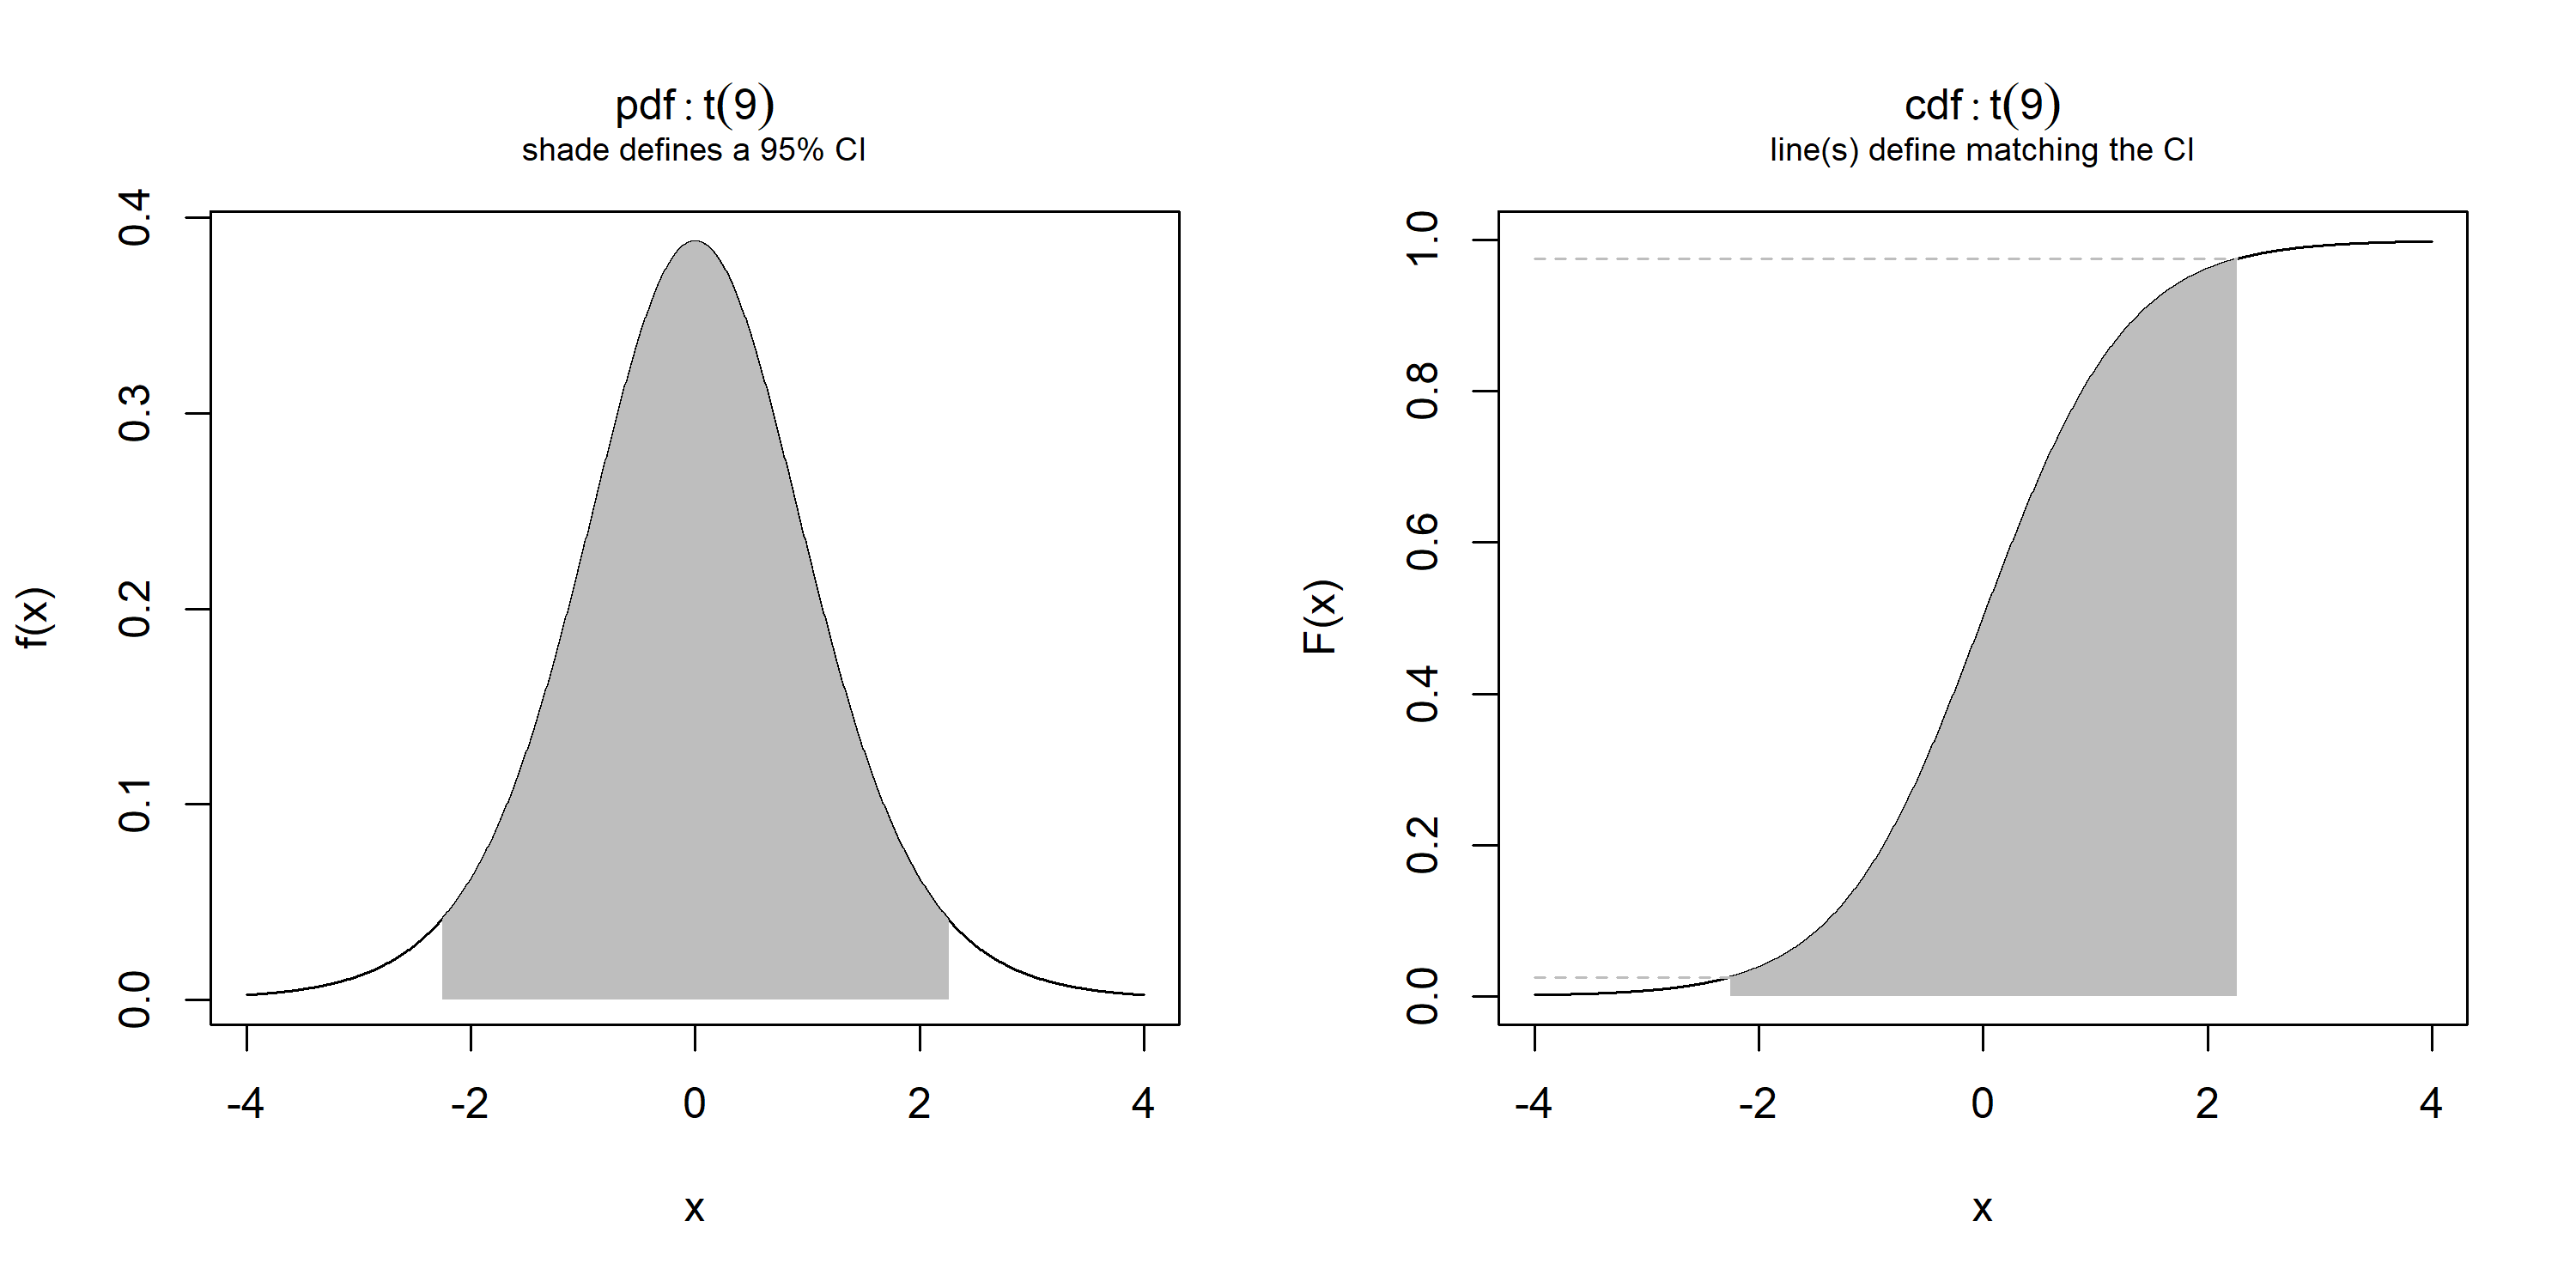 pdf : t(9)
shade defines a 95% CI
f(x)
0.0 0.1 0.2 0.3 0.4
-4 -2 0 2 4
x
cdf : t(9)
line(s) define matching the CI
F(x)
0.0 0.2 0.4 0.6 0.8 1.0
-4 -2 0 2 4
x